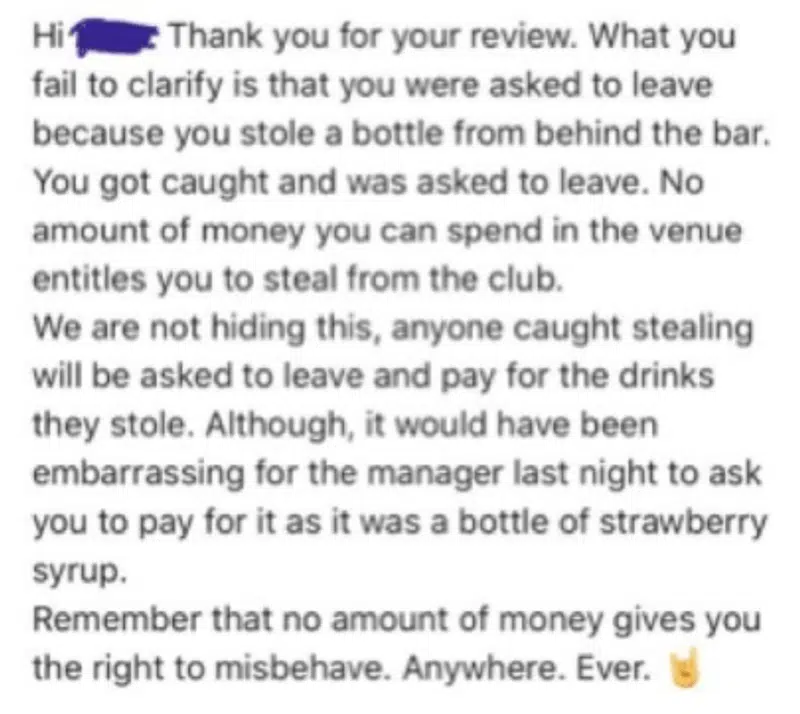 Hi Thank you for your review. What you
fail to clarify is that you were asked to leave
because you stole a bottle from behind the bar.
You got caught and was asked to leave. No
amount of money you can spend in the venue
entitles you to steal from the club.
We are not hiding this, anyone caught stealing
will be asked to leave and pay for the drinks
they stole. Although, it would have been
embarrassing for the manager last night to ask
you to pay for it as it was a bottle of strawberry
syrup.
Remember that no amount of money gives you
the right to misbehave. Anywhere. Ever. 🤘